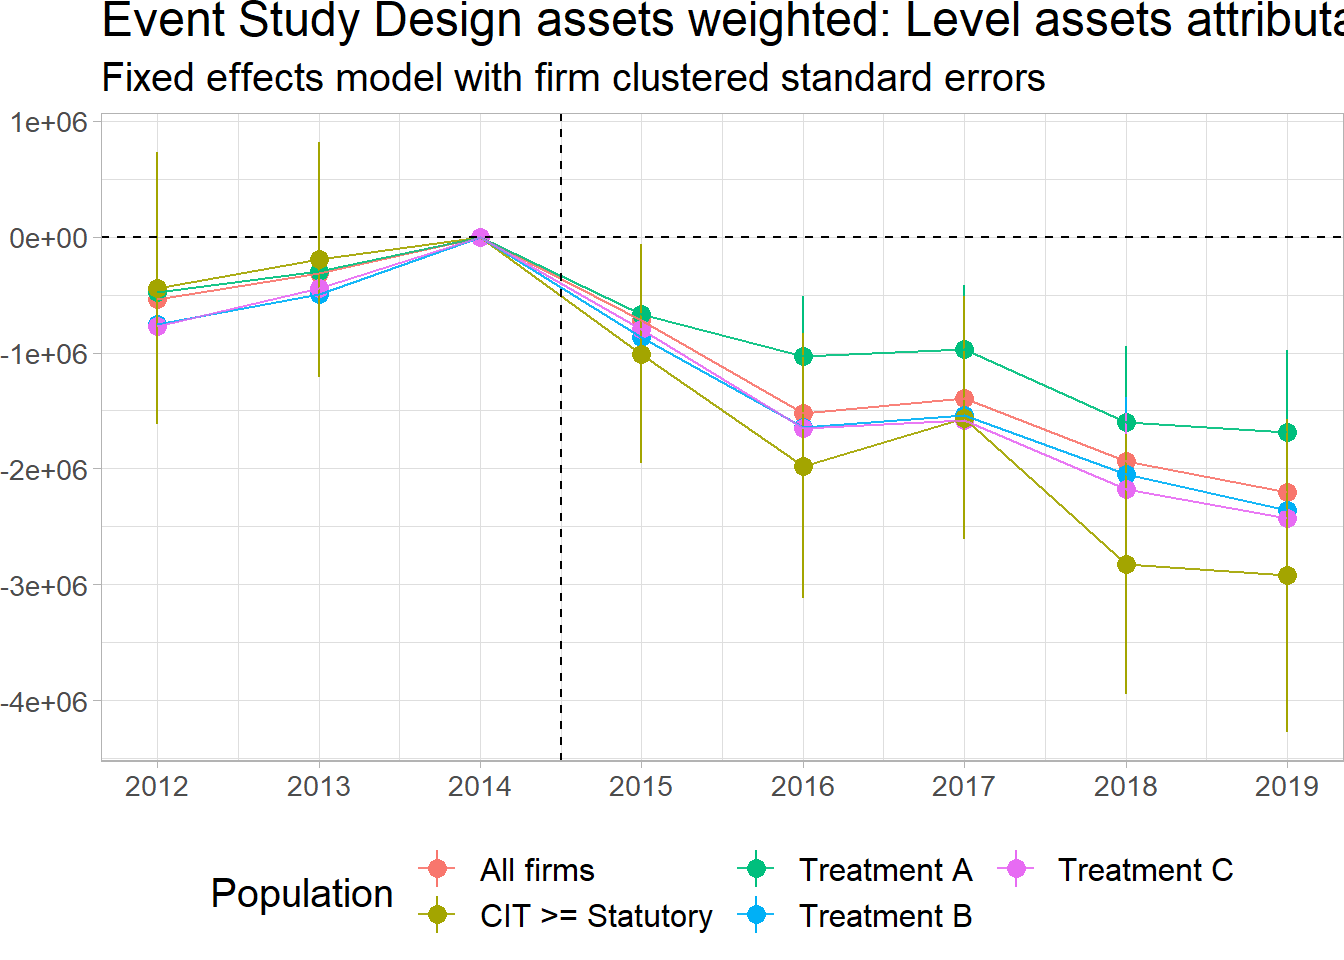 Event Study Design assets weighted: Level assets
Fixed effects model with firm clustered standard errors
1e+06
0e+00
-1e+06
-2e+06
-3e+06
-4e+06
2012 2013 2014 2015 2016 2017 2018 2019
Population
All firms Treatment A Treatment C
CIT >= Statutory Treatment B